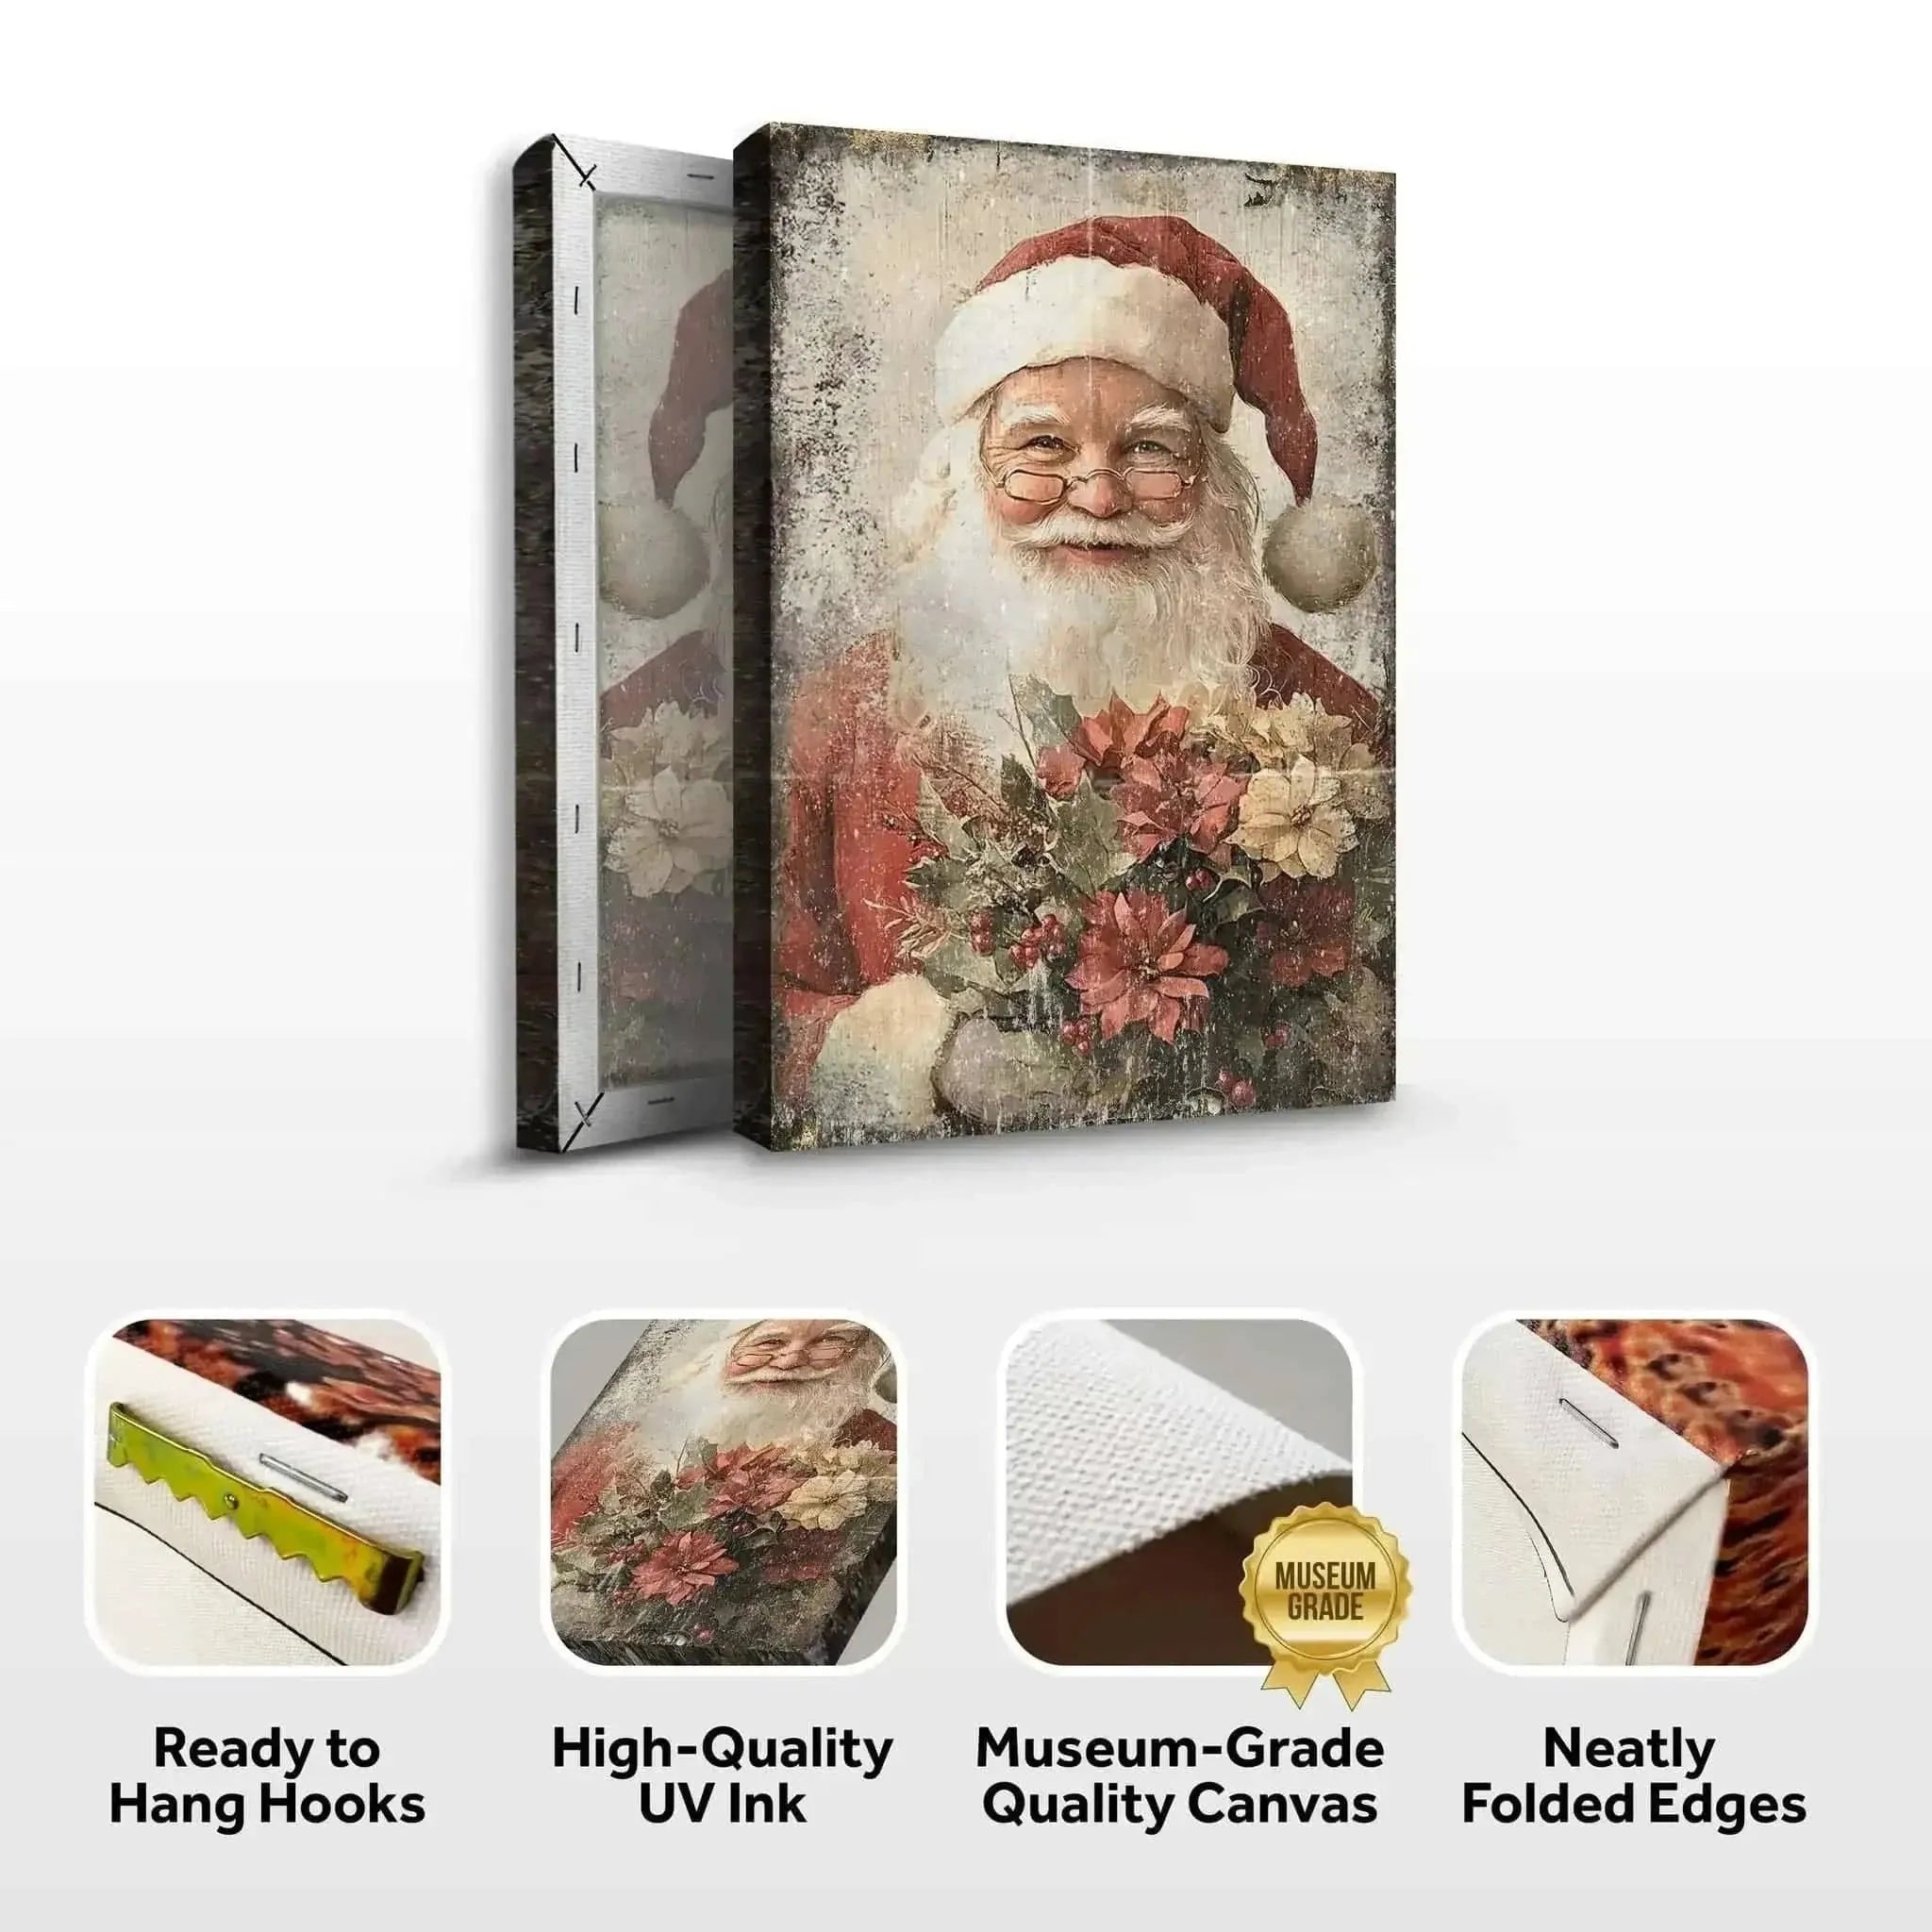 MUSEUM
GRADE
Ready to
Hang Hooks
High-Quality
UV Ink
Museum-Grade
Quality Canvas
Neatly
Folded Edges